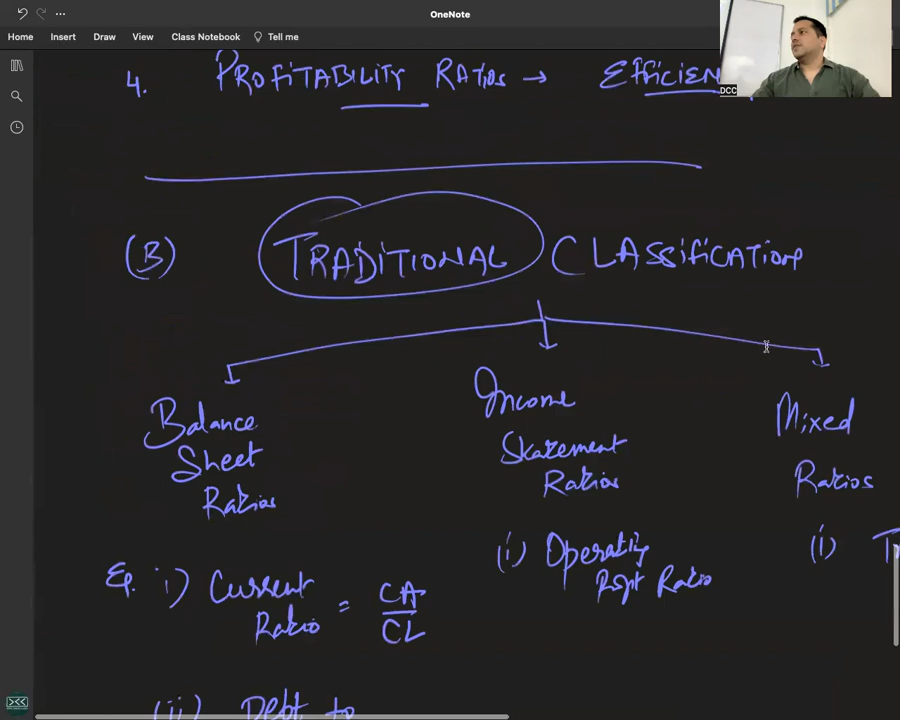 OneNote
Home Insert Draw View Class Notebook Tell me
4. PROFITABILITY RATIOS → EFFICIEN
DCC
(B) TRADITIONAL CLASSIFICATION
Balance Sheet Ratios
Income Statement Ratios
Mixed Ratios
Eg. i) Current Ratio = CA / CL
(i) Operating Profit Ratio
(i) T
(ii) Debt to